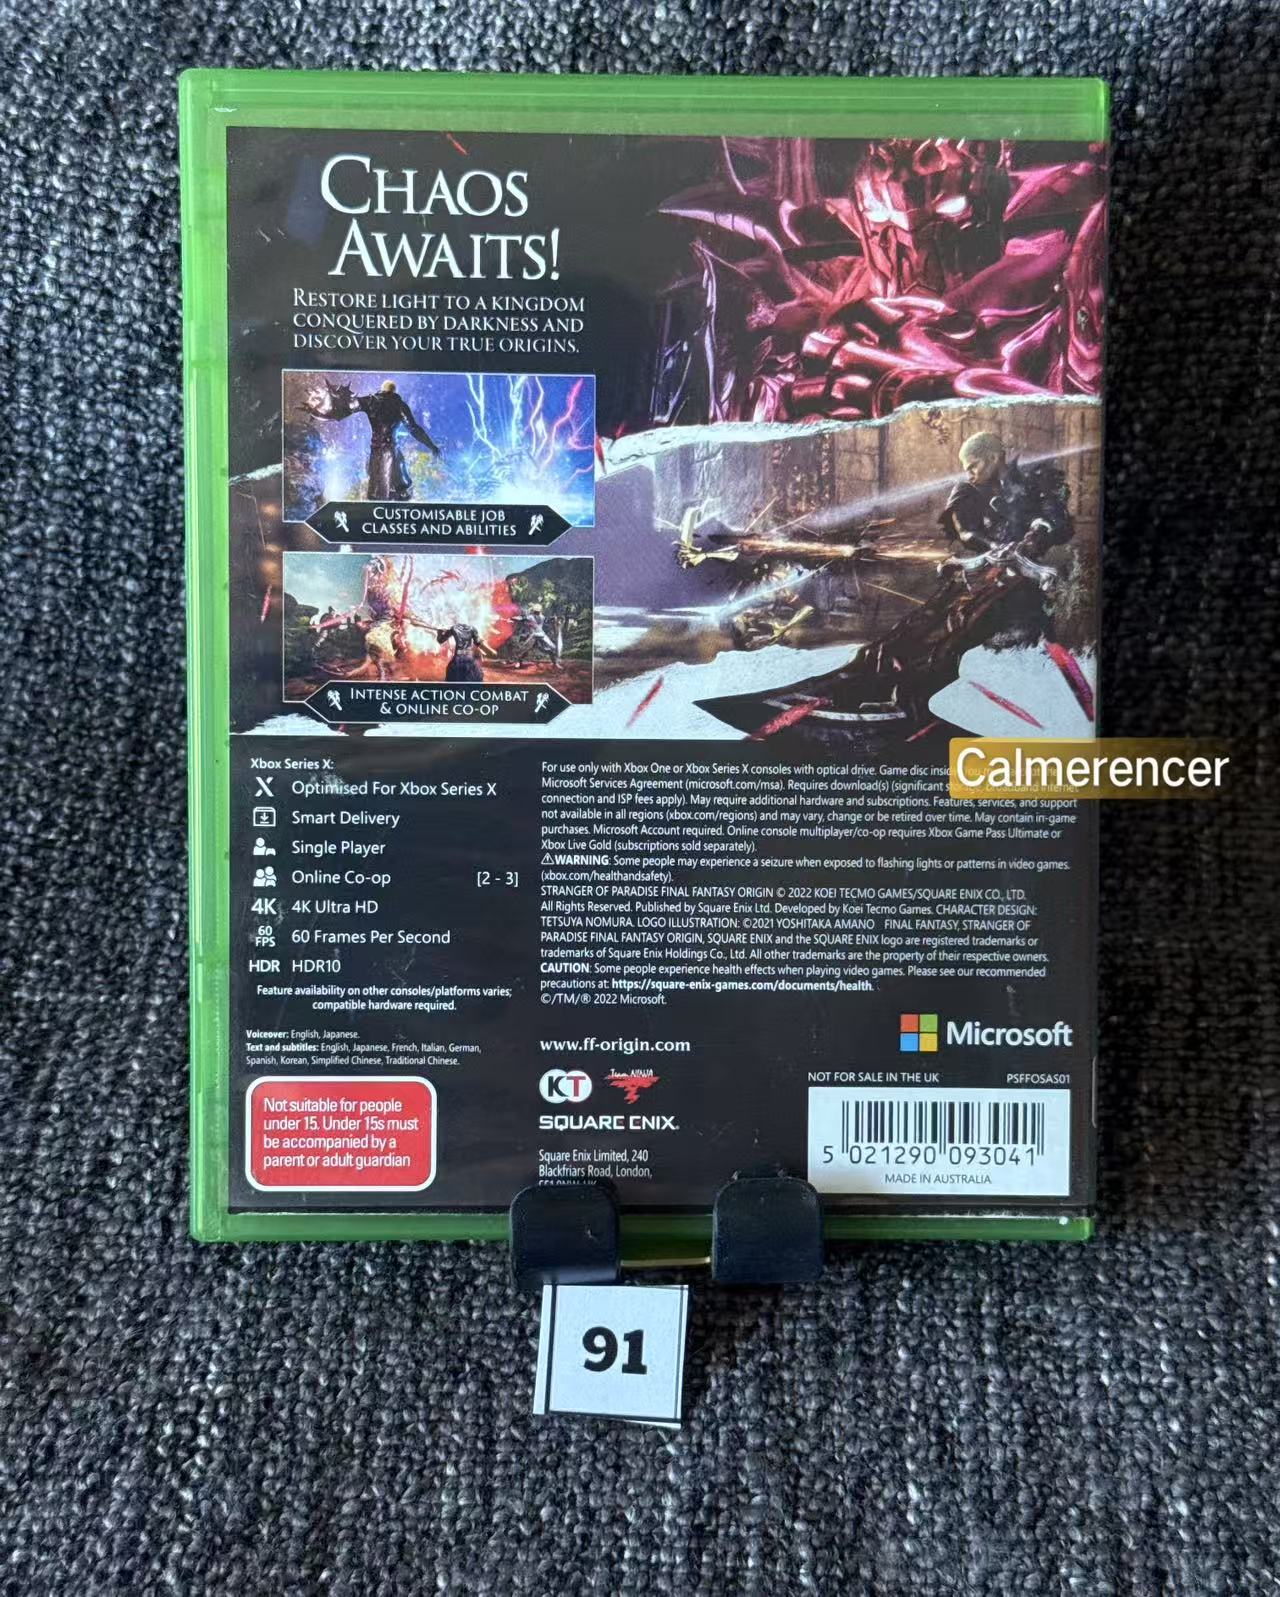 CHAOS
AWAITS!
RESTORE LIGHT TO A KINGDOM
CONQUERED BY DARKNESS AND
DISCOVER YOUR TRUE ORIGINS.
CUSTOMISABLE JOB
CLASSES AND ABILITIES
INTENSE ACTION COMBAT
& ONLINE CO-OP
Xbox Series X:
X Optimised For Xbox Series X
Smart Delivery
Single Player
Online Co-op [2 - 3]
4K 4K Ultra HD
60 FPS 60 Frames Per Second
HDR HDR10
Feature availability on other consoles/platforms varies;
compatible hardware required.
Voiceover: English, Japanese.
Text and subtitles: English, Japanese, French, Italian, German,
Spanish, Korean, Simplified Chinese, Traditional Chinese.
Not suitable for people
under 15. Under 15s must
be accompanied by a
parent or adult guardian
For use only with Xbox One or Xbox Series X consoles with optical drive. Game disc
Calmerencer
Microsoft Services Agreement (microsoft.com/msa). Requires download(s) (significant
connection and ISP fees apply). May require additional hardware and subscriptions. Features, services, and support
not available in all regions (xbox.com/regions) and may vary, change or be retired over time. May contain in-game
purchases. Microsoft Account required. Online console multiplayer/co-op requires Xbox Game Pass Ultimate or
Xbox Live Gold (subscriptions sold separately).
⚠WARNING: Some people may experience a seizure when exposed to flashing lights or patterns in video games.
(xbox.com/healthandsafety).
STRANGER OF PARADISE FINAL FANTASY ORIGIN © 2022 KOEI TECMO GAMES/SQUARE ENIX CO., LTD.
All Rights Reserved. Published by Square Enix Ltd. Developed by Koei Tecmo Games. CHARACTER DESIGN:
TETSUYA NOMURA. LOGO ILLUSTRATION: ©2021 YOSHITAKA AMANO FINAL FANTASY, STRANGER OF
PARADISE FINAL FANTASY ORIGIN, SQUARE ENIX and the SQUARE ENIX logo are registered trademarks or
trademarks of Square Enix Holdings Co., Ltd. All other trademarks are the property of their respective owners.
CAUTION: Some people experience health effects when playing video games. Please see our recommended
precautions at: https://square-enix-games.com/documents/health.
©/TM/® 2022 Microsoft.
www.ff-origin.com
Microsoft
KT Team NINJA
SQUARE ENIX.
Square Enix Limited, 240
Blackfriars Road, London,
NOT FOR SALE IN THE UK PSFFOSAS01
5 021290 093041
MADE IN AUSTRALIA
91